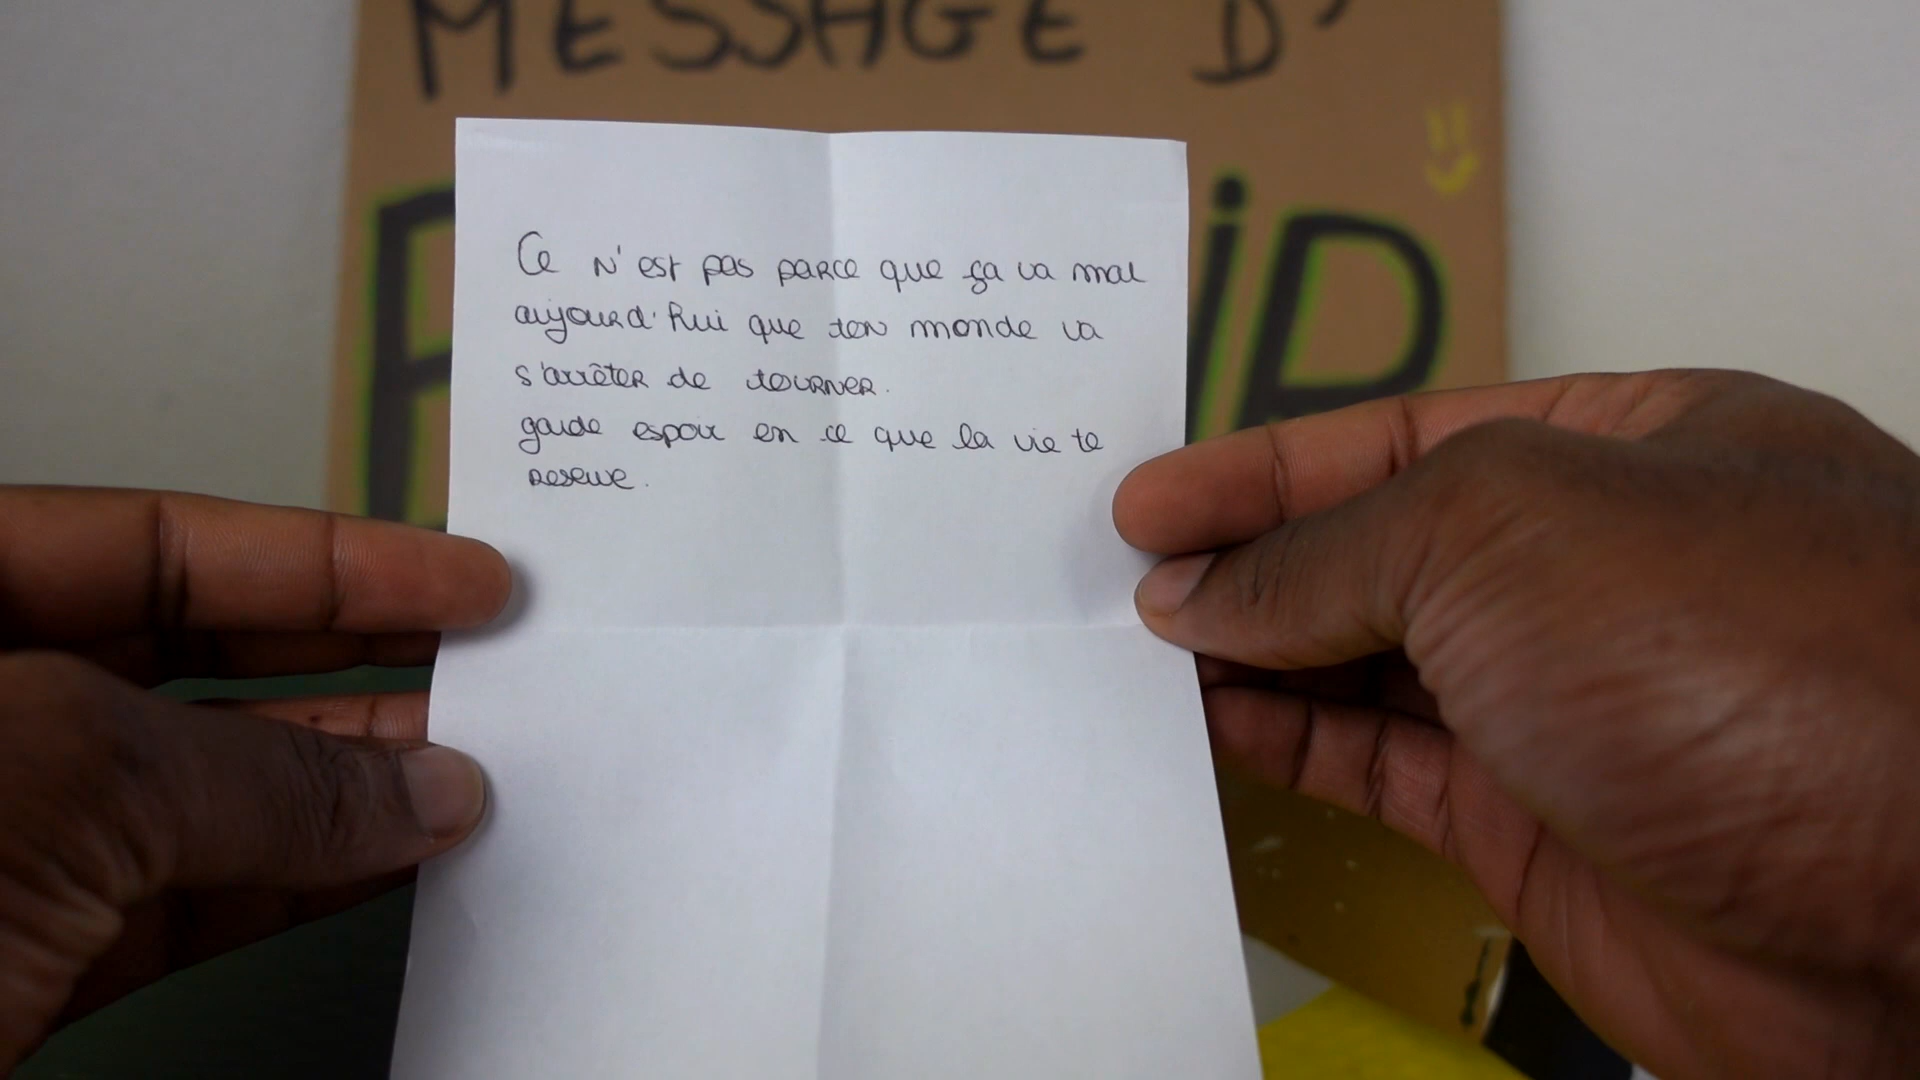 MESSAGE D'
Ce n'est pas parce que ça va mal
aujourd'hui que ton monde va
s'arrêter de tourner.
garde espoir en ce que la vie te
reserve.